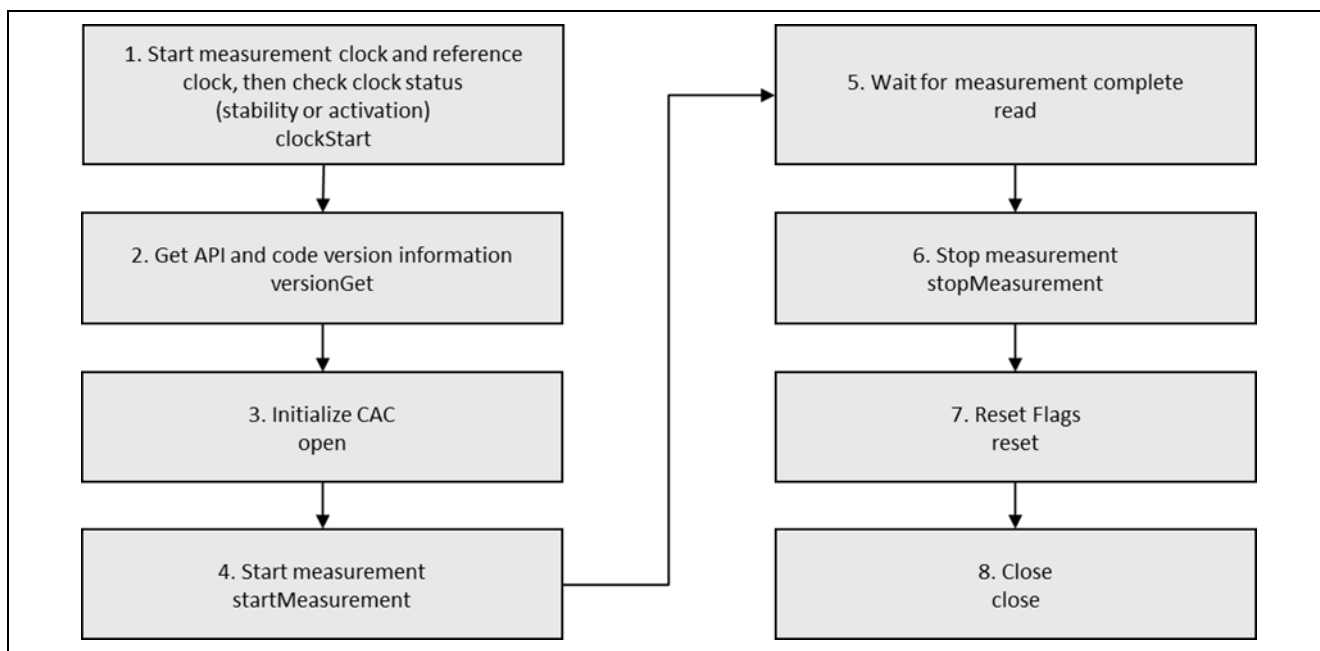 1. Start measurement clock and reference
clock, then check clock status
(stability or activation)
clockStart
2. Get API and code version information
versionGet
3. Initialize CAC
open
4. Start measurement
startMeasurement
5. Wait for measurement complete
read
6. Stop measurement
stopMeasurement
7. Reset Flags
reset
8. Close
close